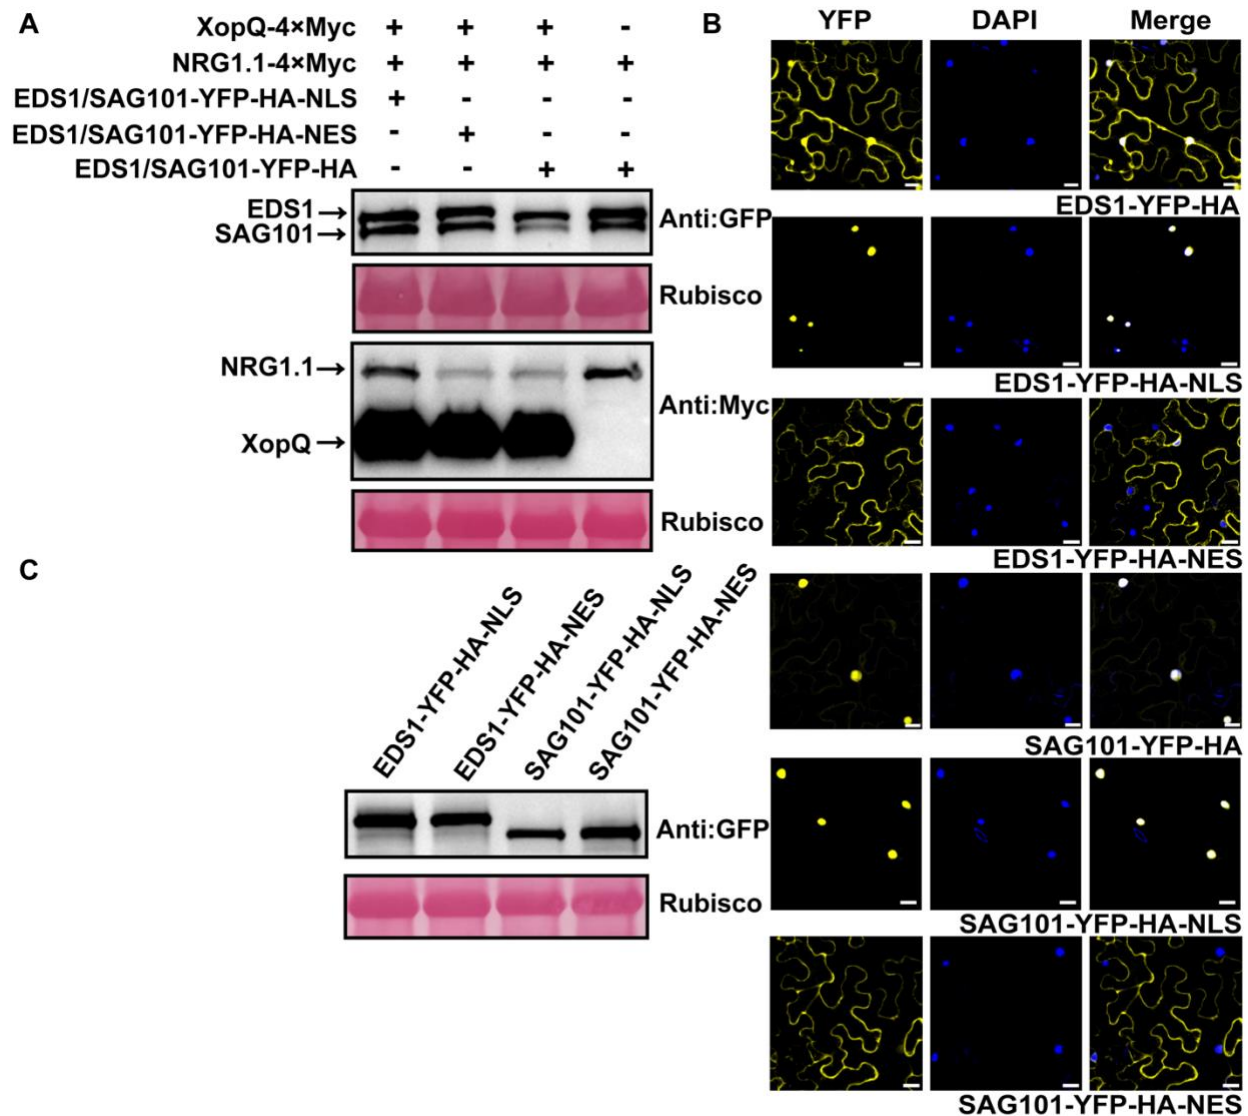 A
XopQ-4×Myc + + + -
NRG1.1-4×Myc + + + +
EDS1/SAG101-YFP-HA-NLS + - - -
EDS1/SAG101-YFP-HA-NES - + - -
EDS1/SAG101-YFP-HA - - + +
EDS1→
SAG101→
Anti:GFP
Rubisco
NRG1.1→
XopQ→
Anti:Myc
Rubisco
B
YFP DAPI Merge
EDS1-YFP-HA
EDS1-YFP-HA-NLS
EDS1-YFP-HA-NES
SAG101-YFP-HA
SAG101-YFP-HA-NLS
SAG101-YFP-HA-NES
C
EDS1-YFP-HA-NLS
EDS1-YFP-HA-NES
SAG101-YFP-HA-NLS
SAG101-YFP-HA-NES
Anti:GFP
Rubisco